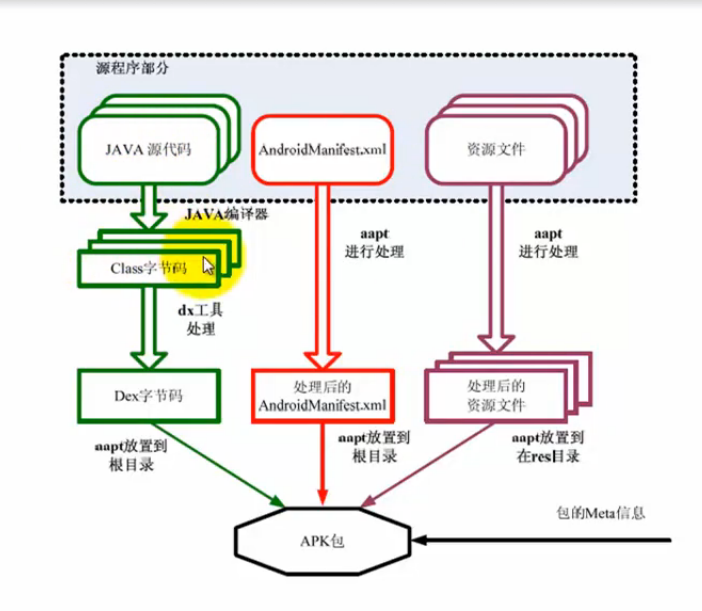 源程序部分
JAVA 源代码
AndroidManifest.xml
资源文件
JAVA编译器
aapt
进行处理
aapt
进行处理
Class字节码
dx工具
处理
Dex字节码
处理后的
AndroidManifest.xml
处理后的
资源文件
aapt放置到
根目录
aapt放置到
根目录
aapt放置到
在res目录
包的Meta信息
APK包